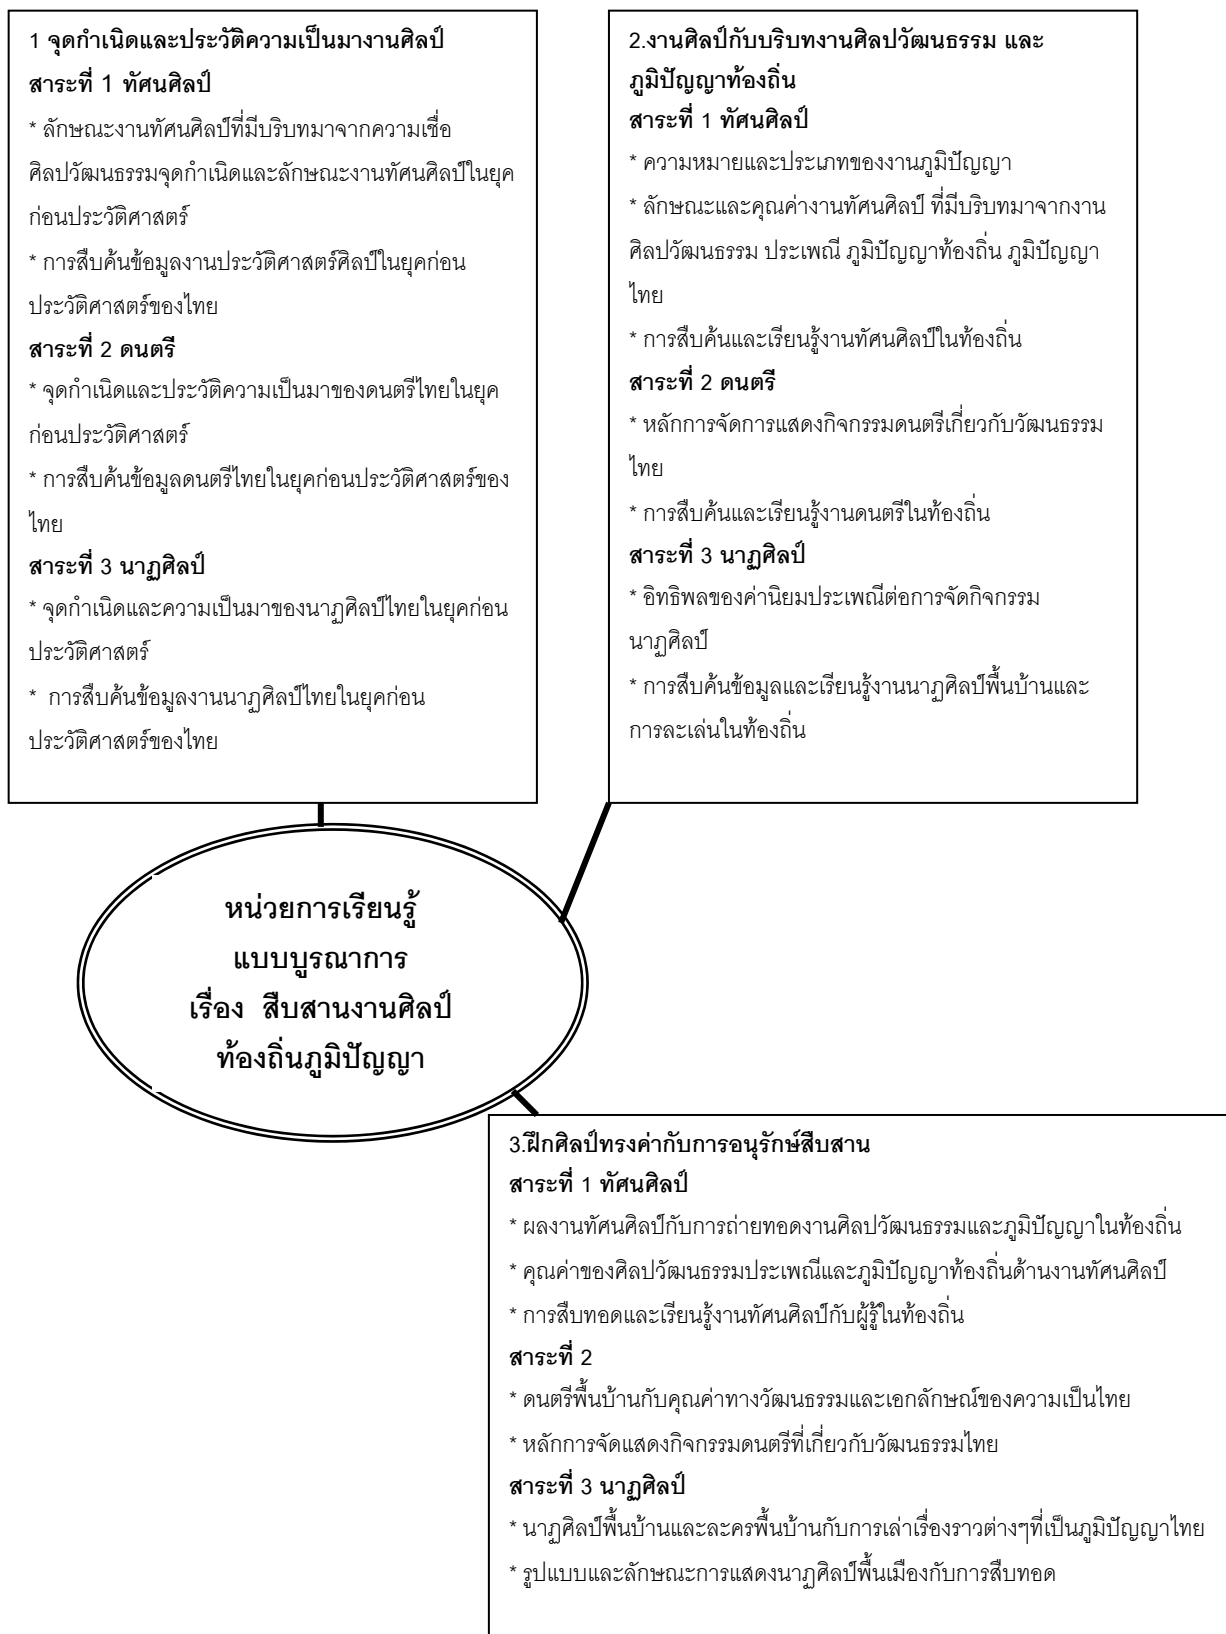 1 จุดกำเนิดและประวัติความเป็นมางานศิลป์
สาระที่ 1 ทัศนศิลป์
* ลักษณะงานทัศนศิลป์ที่มีบริบทมาจากความเชื่อ
ศิลปวัฒนธรรมจุดกำเนิดและลักษณะงานทัศนศิลป์ในยุค
ก่อนประวัติศาสตร์
* การสืบค้นข้อมูลงานประวัติศาสตร์ศิลป์ในยุคก่อน
ประวัติศาสตร์ของไทย
สาระที่ 2 ดนตรี
* จุดกำเนิดและประวัติความเป็นมาของดนตรีไทยในยุค
ก่อนประวัติศาสตร์
* การสืบค้นข้อมูลดนตรีไทยในยุคก่อนประวัติศาสตร์ของ
ไทย
สาระที่ 3 นาฏศิลป์
* จุดกำเนิดและความเป็นมาของนาฏศิลป์ไทยในยุคก่อน
ประวัติศาสตร์
* การสืบค้นข้อมูลงานนาฏศิลป์ไทยในยุคก่อน
ประวัติศาสตร์ของไทย
2.งานศิลป์กับบริบทงานศิลปวัฒนธรรม และ
ภูมิปัญญาท้องถิ่น
สาระที่ 1 ทัศนศิลป์
* ความหมายและประเภทของงานภูมิปัญญา
* ลักษณะและคุณค่างานทัศนศิลป์ ที่มีบริบทมาจากงาน
ศิลปวัฒนธรรม ประเพณี ภูมิปัญญาท้องถิ่น ภูมิปัญญา
ไทย
* การสืบค้นและเรียนรู้งานทัศนศิลป์ในท้องถิ่น
สาระที่ 2 ดนตรี
* หลักการจัดการแสดงกิจกรรมดนตรีเกี่ยวกับวัฒนธรรม
ไทย
* การสืบค้นและเรียนรู้งานดนตรีในท้องถิ่น
สาระที่ 3 นาฏศิลป์
* อิทธิพลของค่านิยมประเพณีต่อการจัดกิจกรรม
นาฏศิลป์
* การสืบค้นข้อมูลและเรียนรู้งานนาฏศิลป์พื้นบ้านและ
การละเล่นในท้องถิ่น
หน่วยการเรียนรู้
แบบบูรณาการ
เรื่อง สืบสานงานศิลป์
ท้องถิ่นภูมิปัญญา
3.ฝึกศิลป์ทรงค่ากับการอนุรักษ์สืบสาน
สาระที่ 1 ทัศนศิลป์
* ผลงานทัศนศิลป์กับการถ่ายทอดงานศิลปวัฒนธรรมและภูมิปัญญาในท้องถิ่น
* คุณค่าของศิลปวัฒนธรรมประเพณีและภูมิปัญญาท้องถิ่นด้านงานทัศนศิลป์
* การสืบทอดและเรียนรู้งานทัศนศิลป์กับผู้รู้ในท้องถิ่น
สาระที่ 2
* ดนตรีพื้นบ้านกับคุณค่าทางวัฒนธรรมและเอกลักษณ์ของความเป็นไทย
* หลักการจัดแสดงกิจกรรมดนตรีที่เกี่ยวกับวัฒนธรรมไทย
สาระที่ 3 นาฏศิลป์
* นาฏศิลป์พื้นบ้านและละครพื้นบ้านกับการเล่าเรื่องราวต่างๆที่เป็นภูมิปัญญาไทย
* รูปแบบและลักษณะการแสดงนาฏศิลป์พื้นเมืองกับการสืบทอด